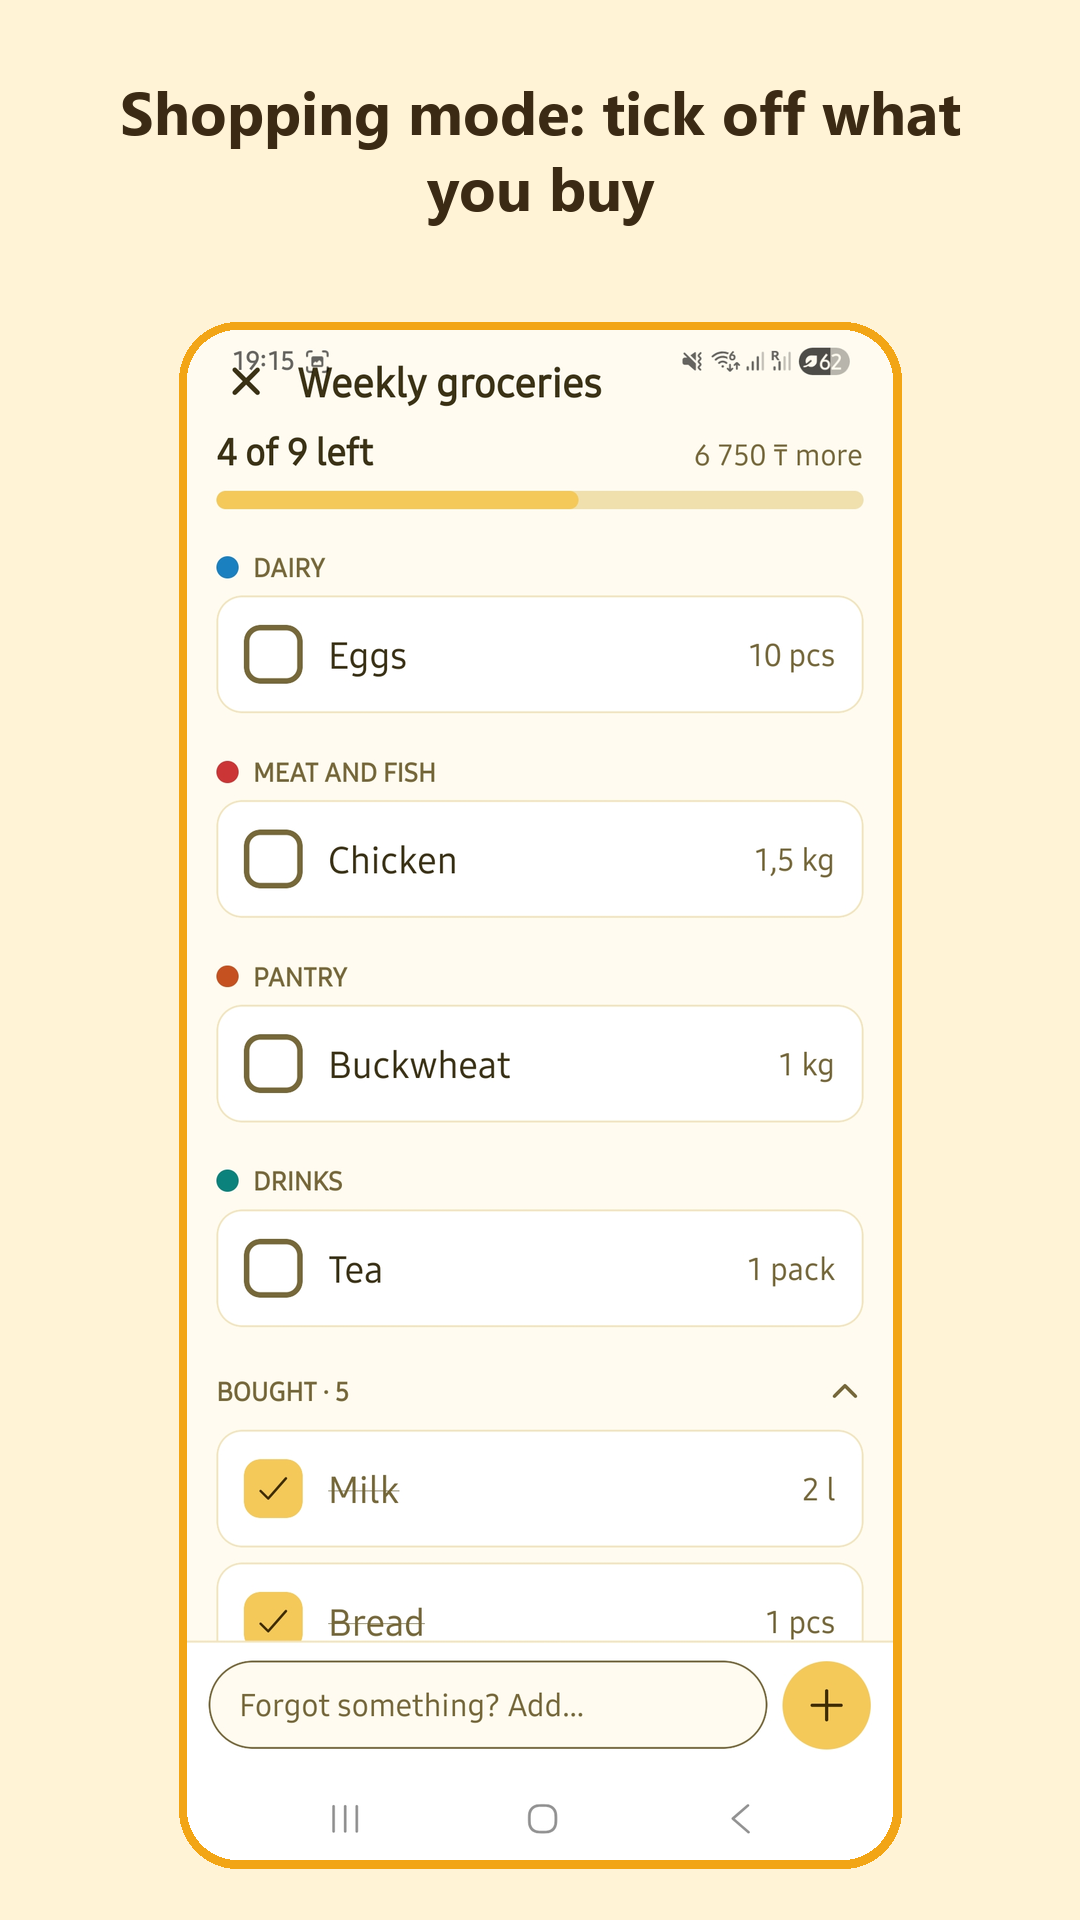 Shopping mode: tick off what
you buy
19:15 6 R 62
Weekly groceries
4 of 9 left 6 750 ₸ more
DAIRY
Eggs 10 pcs
MEAT AND FISH
Chicken 1,5 kg
PANTRY
Buckwheat 1 kg
DRINKS
Tea 1 pack
BOUGHT · 5
Milk 2 l
Bread 1 pcs
Forgot something? Add...